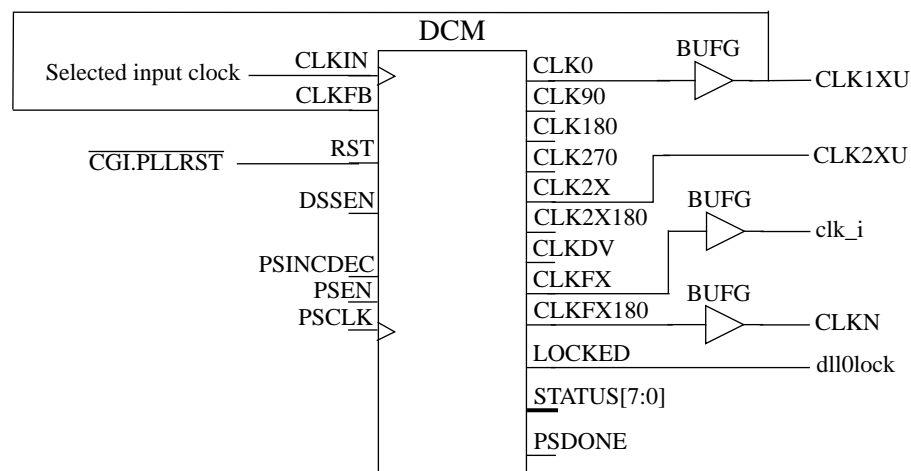 DCM
BUFG
CLKIN
CLK0
Selected input clock
CLK1XU
CLKFB
CLK90
CLK180
CGI.PLLRST
RST
CLK270
CLK2XU
CLK2X
BUFG
DSSEN
CLK2X180
clk_i
CLKDV
PSINCDEC
CLKFX
PSEN
BUFG
PSCLK
CLKFX180
CLKN
LOCKED
dll0lock
STATUS[7:0]
PSDONE